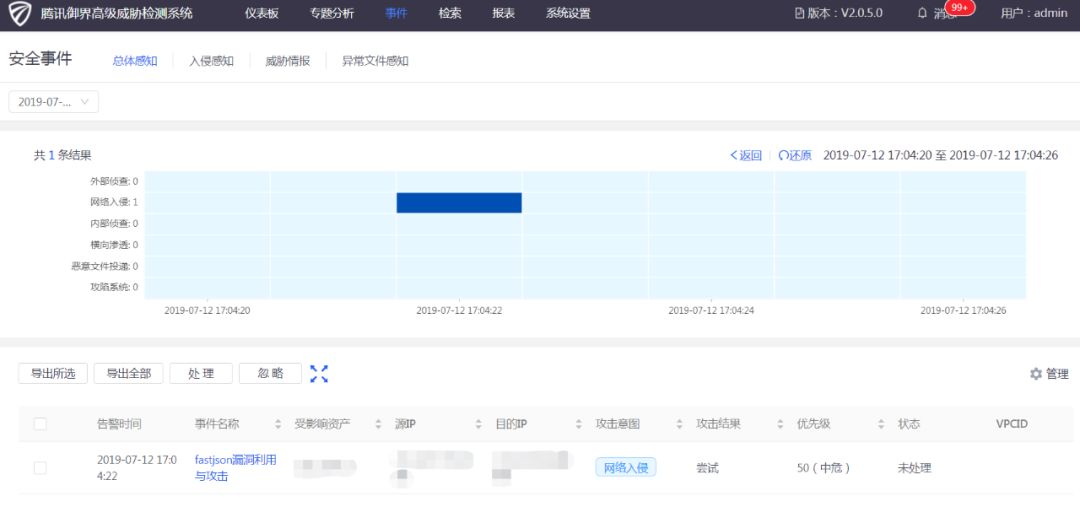 腾讯御界高级威胁检测系统 仪表板 专题分析 事件 检索 报表 系统设置 版本：V2.0.5.0 消息 99+ 用户：admin
安全事件 总体感知 入侵感知 威胁情报 异常文件感知
2019-07-...
共 1 条结果 返回 还原 2019-07-12 17:04:20 至 2019-07-12 17:04:26
外部侦查: 0
网络入侵: 1
内部侦查: 0
横向渗透: 0
恶意文件投递: 0
攻陷系统: 0
2019-07-12 17:04:20 2019-07-12 17:04:22 2019-07-12 17:04:24 2019-07-12 17:04:26
导出所选 导出全部 处 理 忽 略 管理
告警时间 事件名称 受影响资产 源IP 目的IP 攻击意图 攻击结果 优先级 状态 VPCID
2019-07-12 17:0 fastjson漏洞利用
网络入侵 尝试 50（中危） 未处理
4:22 与攻击